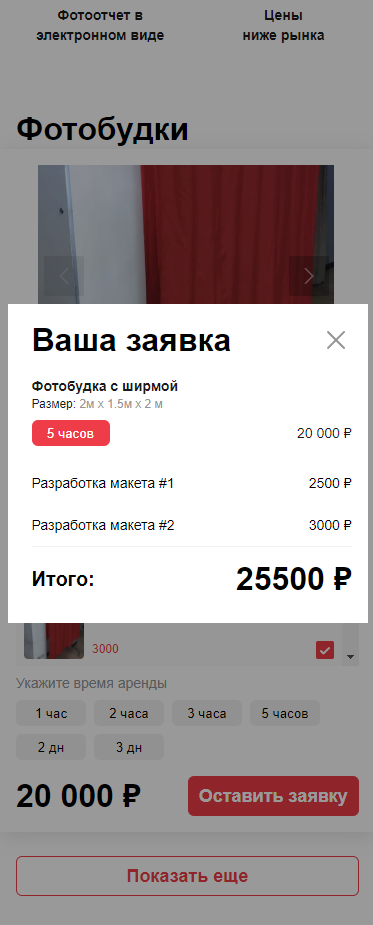 Фотоотчет в
электронном виде
Цены
ниже рынка
Фотобудки
Ваша заявка
Фотобудка с ширмой
Размер: 2м х 1.5м х 2 м
5 часов
20 000 ₽
Разработка макета #1
2500 ₽
Разработка макета #2
3000 ₽
Итого:
25500 ₽
3000
Укажите время аренды
1 час
2 часа
3 часа
5 часов
2 дн
3 дн
20 000 ₽
Оставить заявку
Показать еще